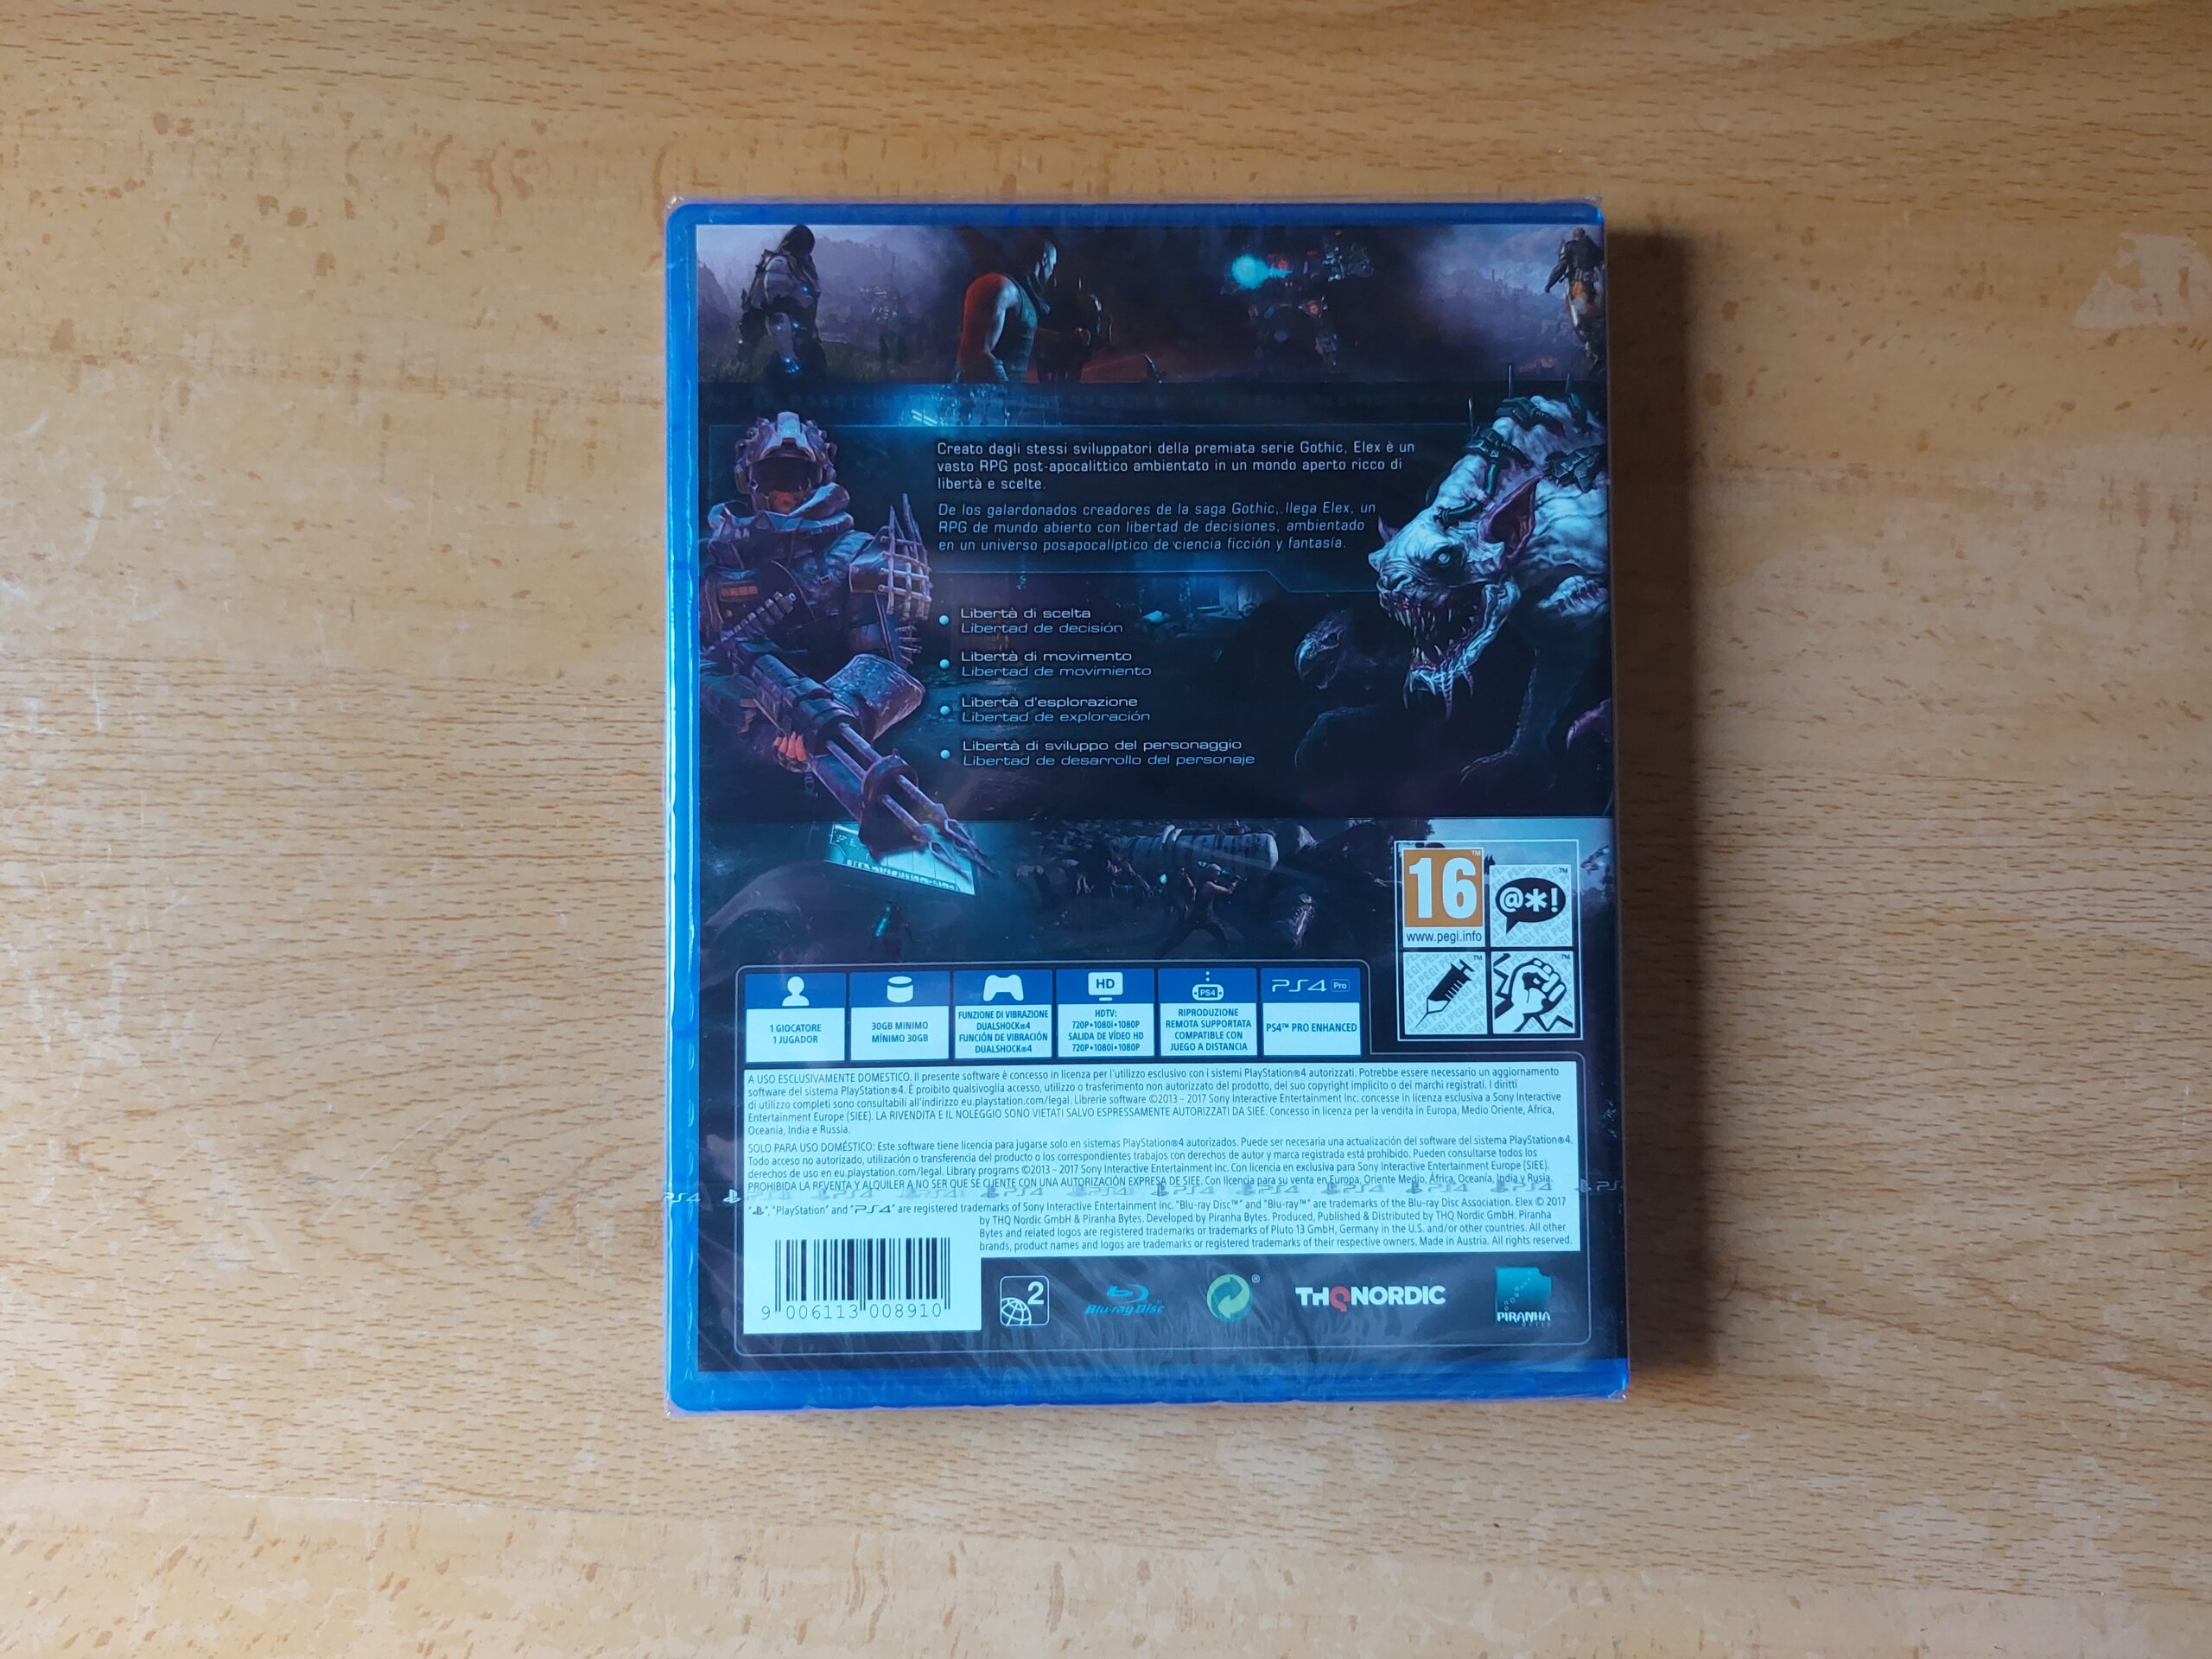 Creato dagli stessi sviluppatori della premiata serie Gothic, Elex è un
vasto RPG post-apocalittico ambientato in un mondo aperto ricco di
libertà e scelte.
De los galardonados creadores de la saga Gothic, llega Elex, un
RPG de mundo abierto con libertad de decisiones, ambientado
en un universo posapocalíptico de ciencia ficción y fantasía.
Libertà di scelta
Libertad de decisión
Libertà di movimento
Libertad de movimiento
Libertà d'esplorazione
Libertad de exploración
Libertà di sviluppo del personaggio
Libertad de desarrollo del personaje
16
www.pegi.info
@*!
1 GIOCATORE
1 JUGADOR
30GB MINIMO
MÍNIMO 30GB
FUNZIONE DI VIBRAZIONE
DUALSHOCK®4
FUNCIÓN DE VIBRACIÓN
DUALSHOCK®4
HD
HDTV:
720P•1080i•1080P
SALIDA DE VÍDEO HD
720P•1080i•1080P
PS4
RIPRODUZIONE
REMOTA SUPPORTATA
COMPATIBLE CON
JUEGO A DISTANCIA
PS4 Pro
PS4™ PRO ENHANCED
A USO ESCLUSIVAMENTE DOMESTICO. Il presente software è concesso in licenza per l'utilizzo esclusivo con i sistemi PlayStation®4 autorizzati. Potrebbe essere necessario un aggiornamento
software del sistema PlayStation®4. È proibito qualsivoglia accesso, utilizzo o trasferimento non autorizzato del prodotto, del suo copyright implicito o dei marchi registrati. I diritti
di utilizzo completi sono consultabili all'indirizzo eu.playstation.com/legal. Librerie software ©2013 – 2017 Sony Interactive Entertainment Inc. concesse in licenza esclusiva a Sony Interactive
Entertainment Europe (SIEE). LA RIVENDITA E IL NOLEGGIO SONO VIETATI SALVO ESPRESSAMENTE AUTORIZZATI DA SIEE. Concesso in licenza per la vendita in Europa, Medio Oriente, Africa,
Oceania, India e Russia.
SOLO PARA USO DOMÉSTICO: Este software tiene licencia para jugarse solo en sistemas PlayStation®4 autorizados. Puede ser necesaria una actualización del software del sistema PlayStation®4.
Todo acceso no autorizado, utilización o transferencia del producto o los correspondientes trabajos con derechos de autor y marca registrada está prohibido. Pueden consultarse todos los
derechos de uso en eu.playstation.com/legal. Library programs ©2013 – 2017 Sony Interactive Entertainment Inc. Con licencia en exclusiva para Sony Interactive Entertainment Europe (SIEE).
PROHIBIDA LA REVENTA Y ALQUILER A NO SER QUE SE CUENTE CON UNA AUTORIZACIÓN EXPRESA DE SIEE. Con licencia para su venta en Europa, Oriente Medio, África, Oceanía, India y Rusia.
"PlayStation" and "PS4" are registered trademarks of Sony Interactive Entertainment Inc. "Blu-ray Disc™" and "Blu-ray™" are trademarks of the Blu-ray Disc Association. Elex © 2017
by THQ Nordic GmbH & Piranha Bytes. Developed by Piranha Bytes. Produced, Published & Distributed by THQ Nordic GmbH. Piranha
Bytes and related logos are registered trademarks or trademarks of Pluto 13 GmbH, Germany in the U.S. and/or other countries. All other
brands, product names and logos are trademarks or registered trademarks of their respective owners. Made in Austria. All rights reserved.
9 006113 008910
2
Blu-ray Disc
THQ NORDIC
PIRANHA
BYTES